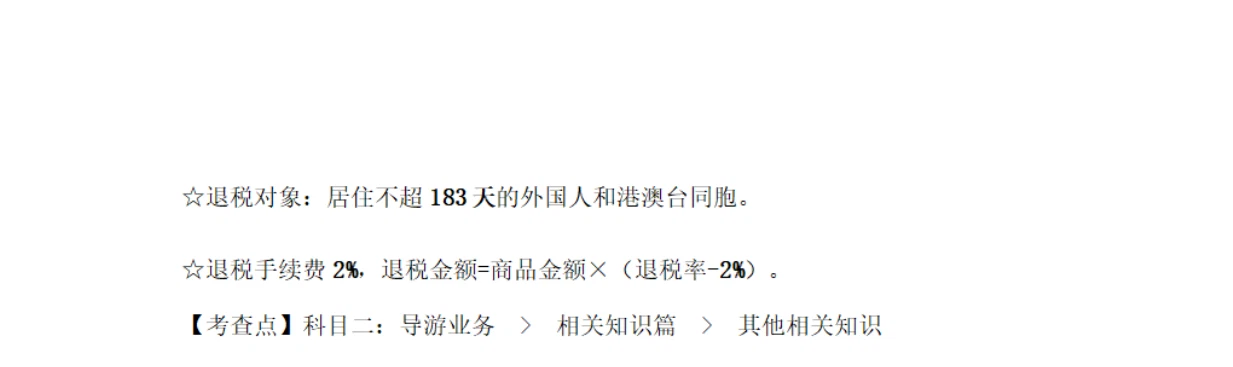 ☆退税对象：居住不超 183 天的外国人和港澳台同胞。
☆退税手续费 2%，退税金额=商品金额×（退税率-2%）。
【考查点】科目二：导游业务 > 相关知识篇 > 其他相关知识